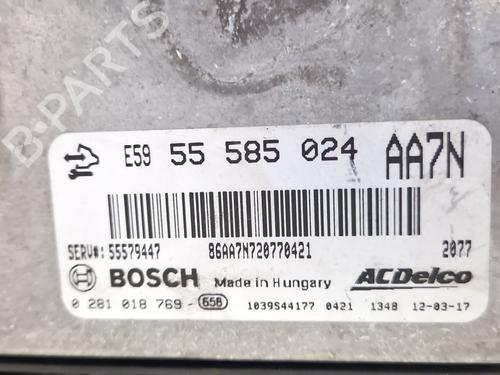 B-PARTS
E59 55 585 024 AA7N
SERV#: 55579447 86AA7N720770421 2077
BOSCH Made in Hungary ACDelco
0 281 018 769 - 658 1039S44177 0421 1348 12-03-17